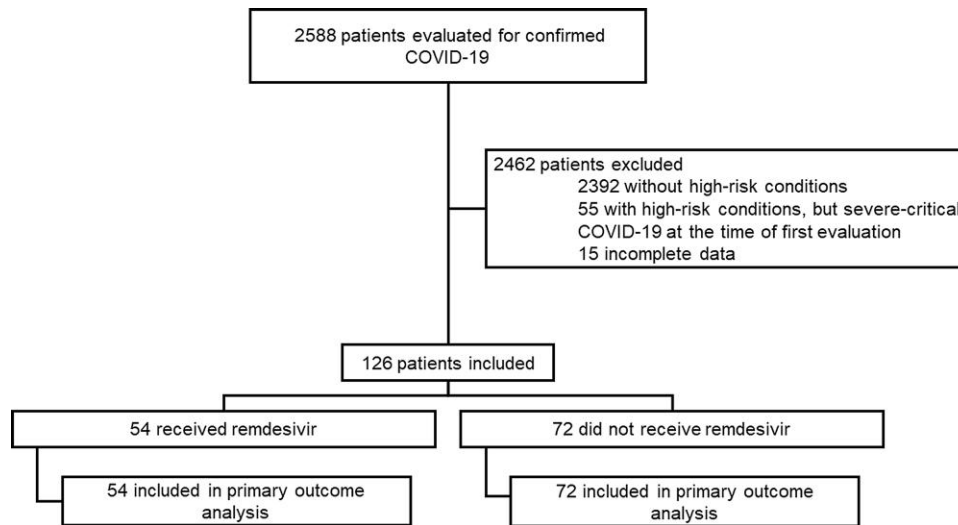 2588 patients evaluated for confirmed
COVID-19
2462 patients excluded
2392 without high-risk conditions
55 with high-risk conditions, but severe-critical
COVID-19 at the time of first evaluation
15 incomplete data
126 patients included
54 received remdesivir
72 did not receive remdesivir
54 included in primary outcome
analysis
72 included in primary outcome
analysis